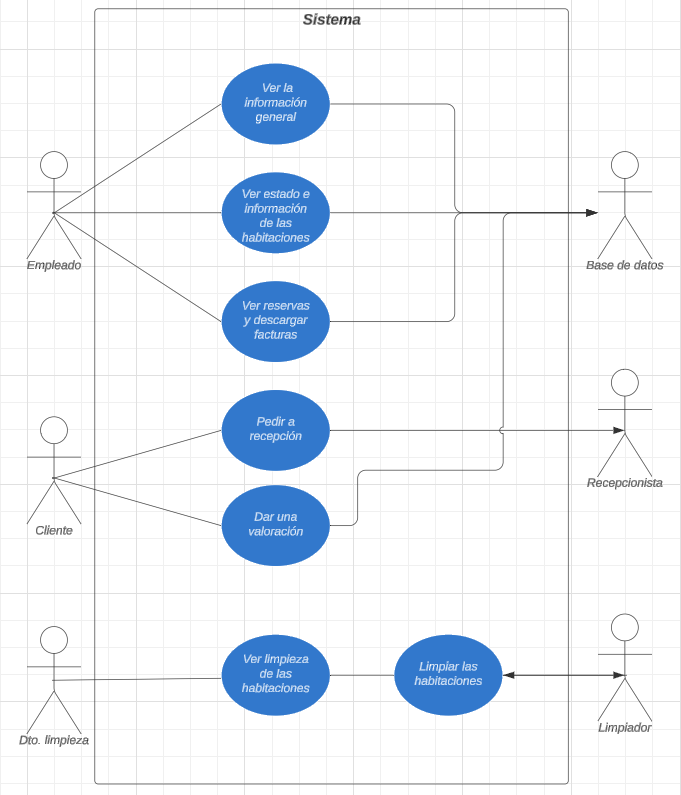 Sistema
Ver la
información
general
Ver estado e
información
de las
habitaciones
Empleado
Base de datos
Ver reservas
y descargar
facturas
Pedir a
recepción
Recepcionista
Cliente
Dar una
valoración
Ver limpieza
de las
habitaciones
Limpiar las
habitaciones
Dto. limpieza
Limpiador